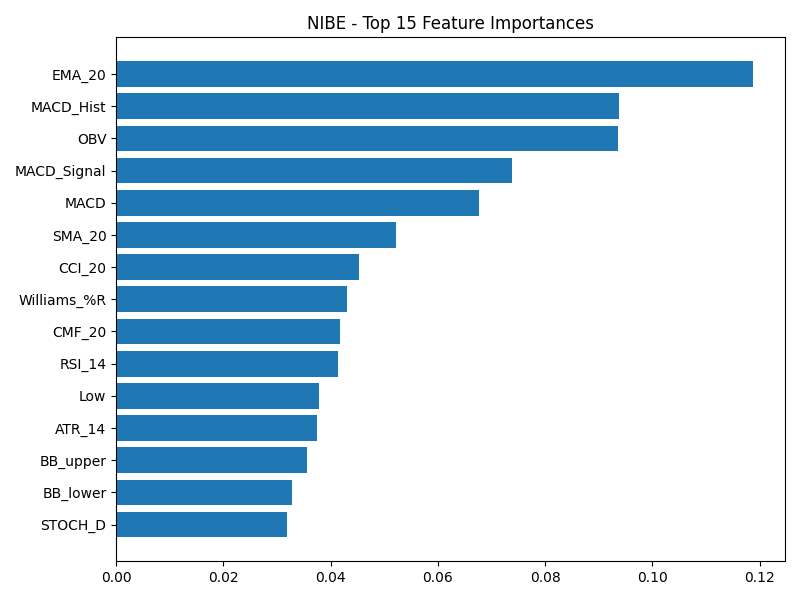 NIBE - Top 15 Feature Importances
EMA_20
MACD_Hist
OBV
MACD_Signal
MACD
SMA_20
CCI_20
Williams_%R
CMF_20
RSI_14
Low
ATR_14
BB_upper
BB_lower
STOCH_D
0.00 0.02 0.04 0.06 0.08 0.10 0.12